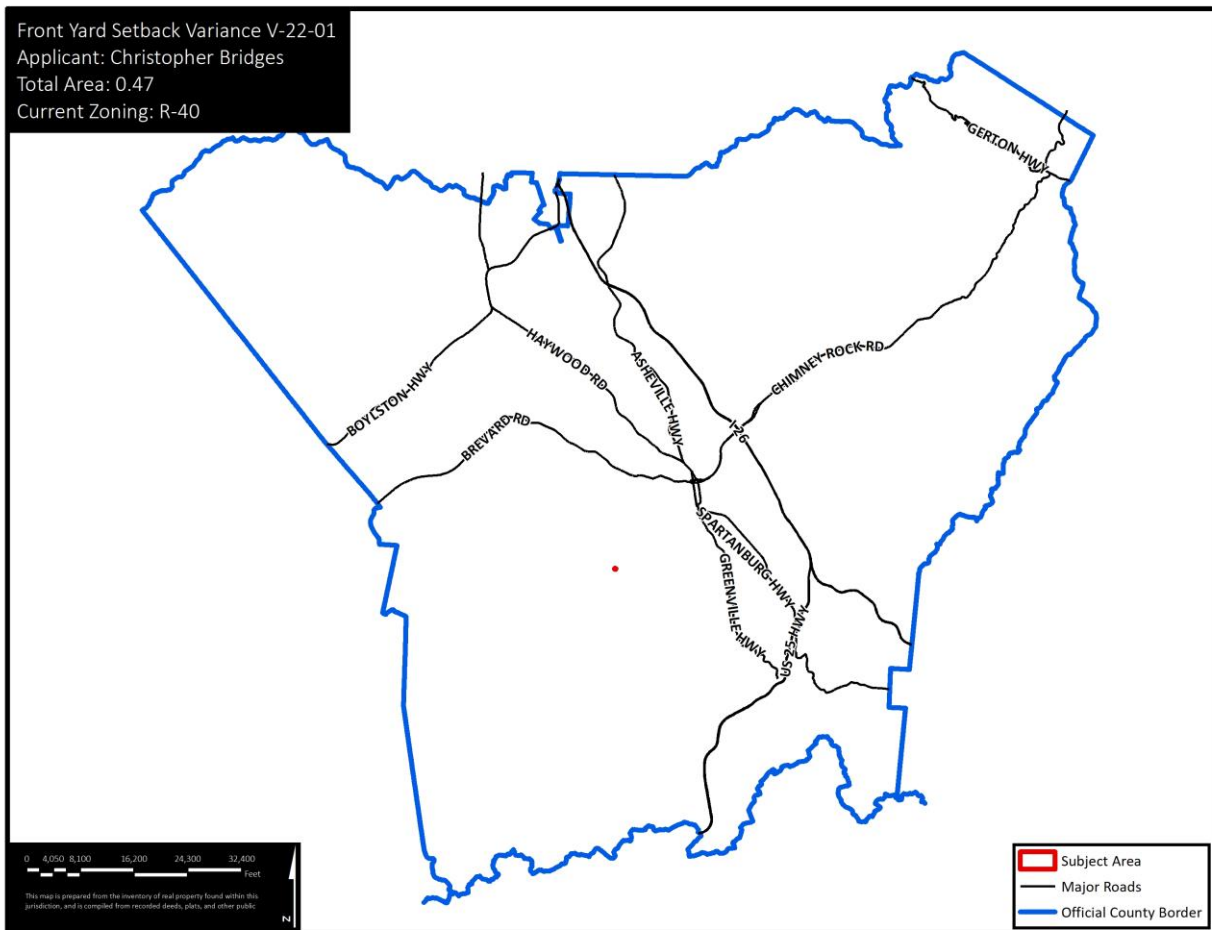 Front Yard Setback Variance V-22-01
Applicant: Christopher Bridges
Total Area: 0.47
Current Zoning: R-40
GERTON HWY
HAYWOOD RD
ASHEVILLE HWY
CHIMNEY ROCK RD
BOYLSTON HWY
BREVARD RD
I-26
SPARTANBURG HWY
GREENVILLE HWY
US 25 HWY
0 4,050 8,100 16,200 24,300 32,400
Feet
This map is prepared from the inventory of real property found within this
jurisdiction, and is compiled from recorded deeds, plats, and other public
N
Subject Area
Major Roads
Official County Border